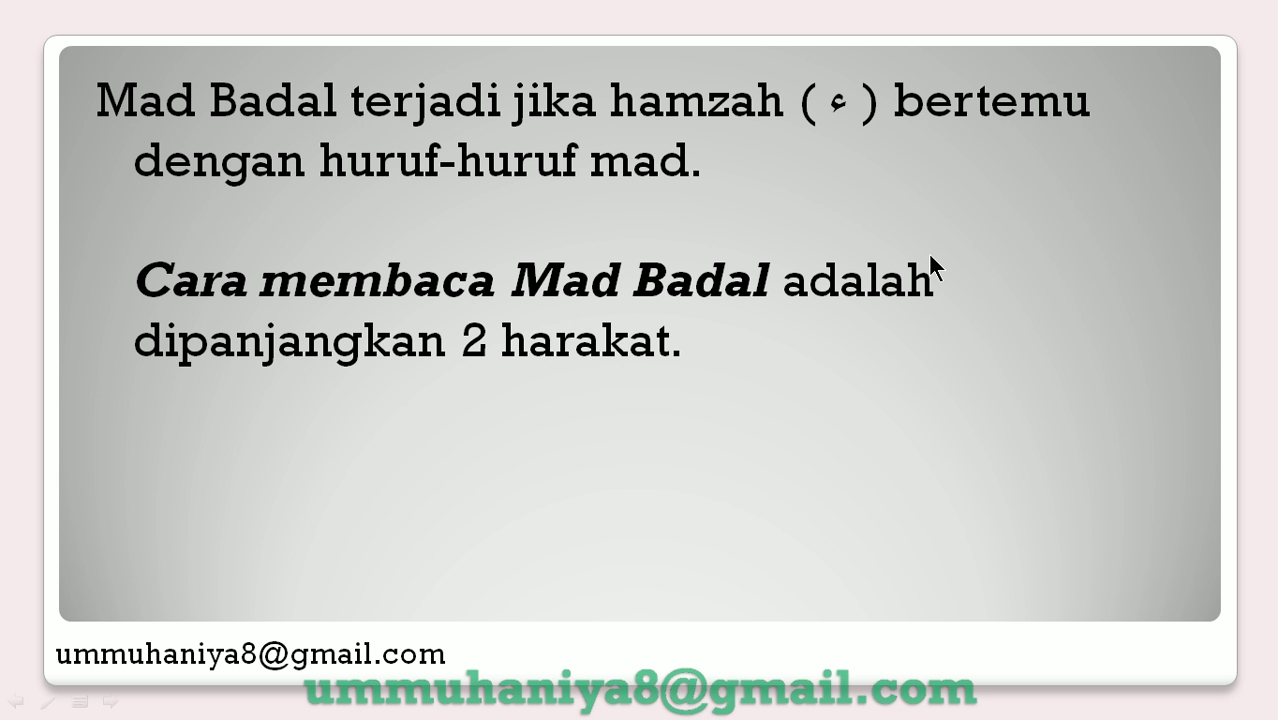 Mad Badal terjadi jika hamzah ( ء ) bertemu
dengan huruf-huruf mad.
Cara membaca Mad Badal adalah
dipanjangkan 2 harakat.
ummuhaniya8@gmail.com
ummuhaniya8@gmail.com